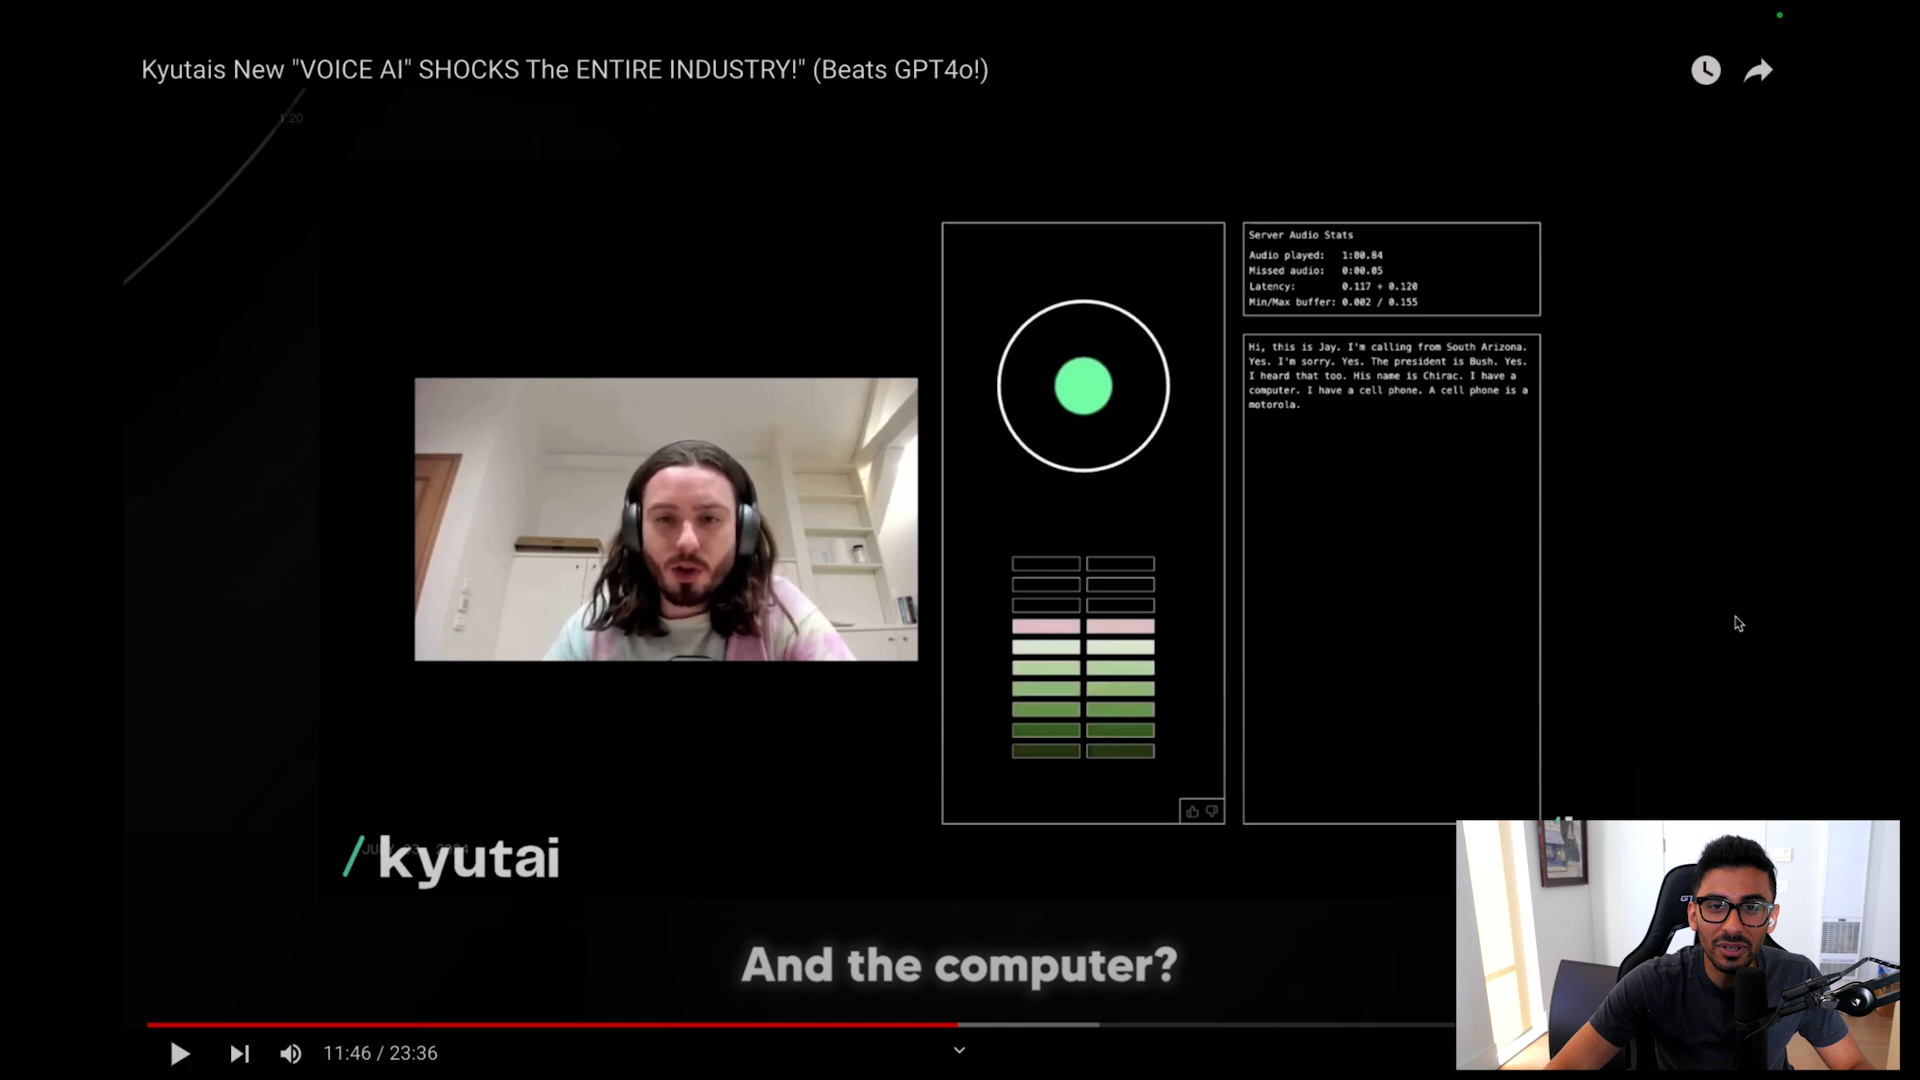 Kyutais New "VOICE AI" SHOCKS The ENTIRE INDUSTRY!" (Beats GPT4o!)
1.20
Server Audio Stats
Audio played: 1:00.84
Missed audio: 0:00.05
Latency: 0.117 + 0.120
Min/Max buffer: 0.002 / 0.155
Hi, this is Jay. I'm calling from South Arizona.
Yes. I'm sorry. Yes. The president is Bush. Yes.
I heard that too. His name is Chirac. I have a
computer. I have a cell phone. A cell phone is a
motorola.
kyutai
And the computer?
11:46 / 23:36